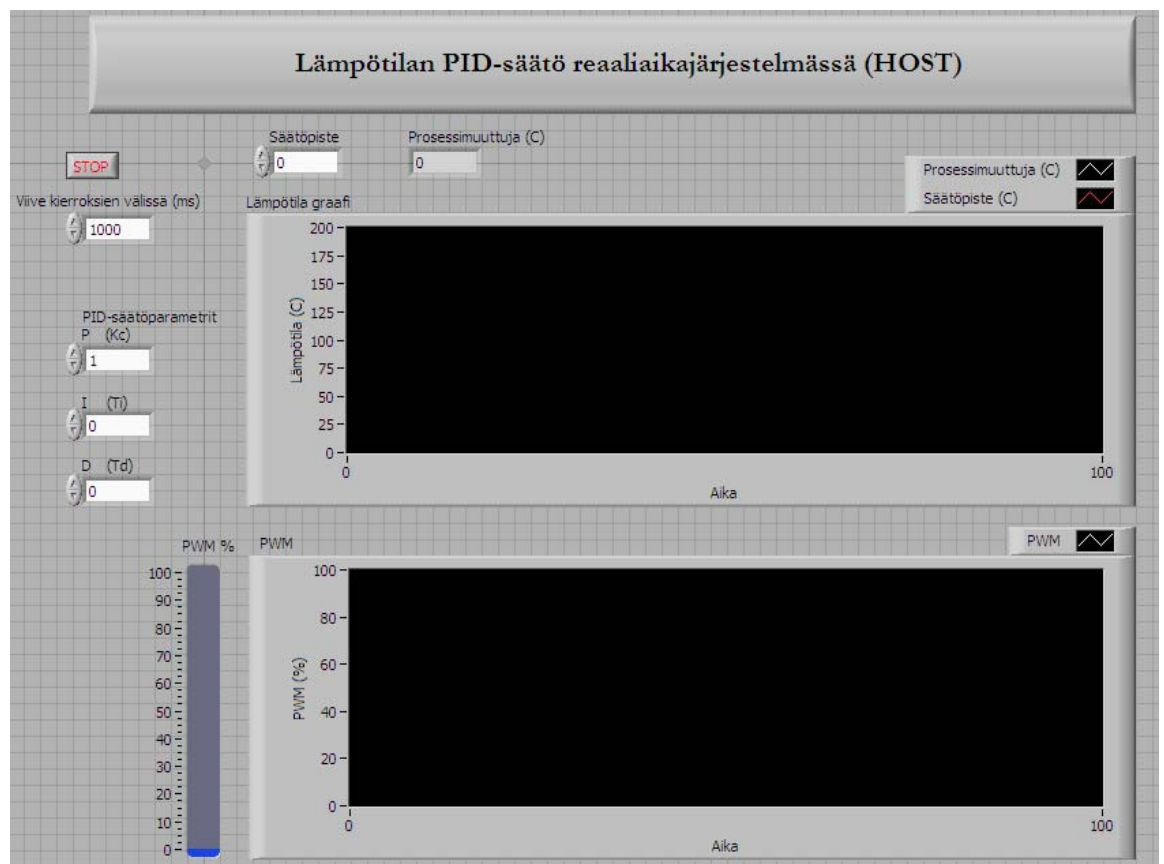 Lämpötilan PID-säätö reaaliaikajärjestelmässä (HOST)
Säätöpiste
Prosessimuuttuja (C)
STOP
0
0
Prosessimuuttuja (C)
Säätöpiste (C)
Viive kierroksien välissä (ms)
1000
Lämpötila graafi
200
175
150
125
100
75
50
25
0
Lämpötila (C)
0
100
Aika
PID-säätöparametrit
P (Kc)
1
I (Ti)
0
D (Td)
0
PWM %
100
90
80
70
60
50
40
30
20
10
0
PWM
PWM
100
80
60
40
20
0
PWM (%)
0
100
Aika